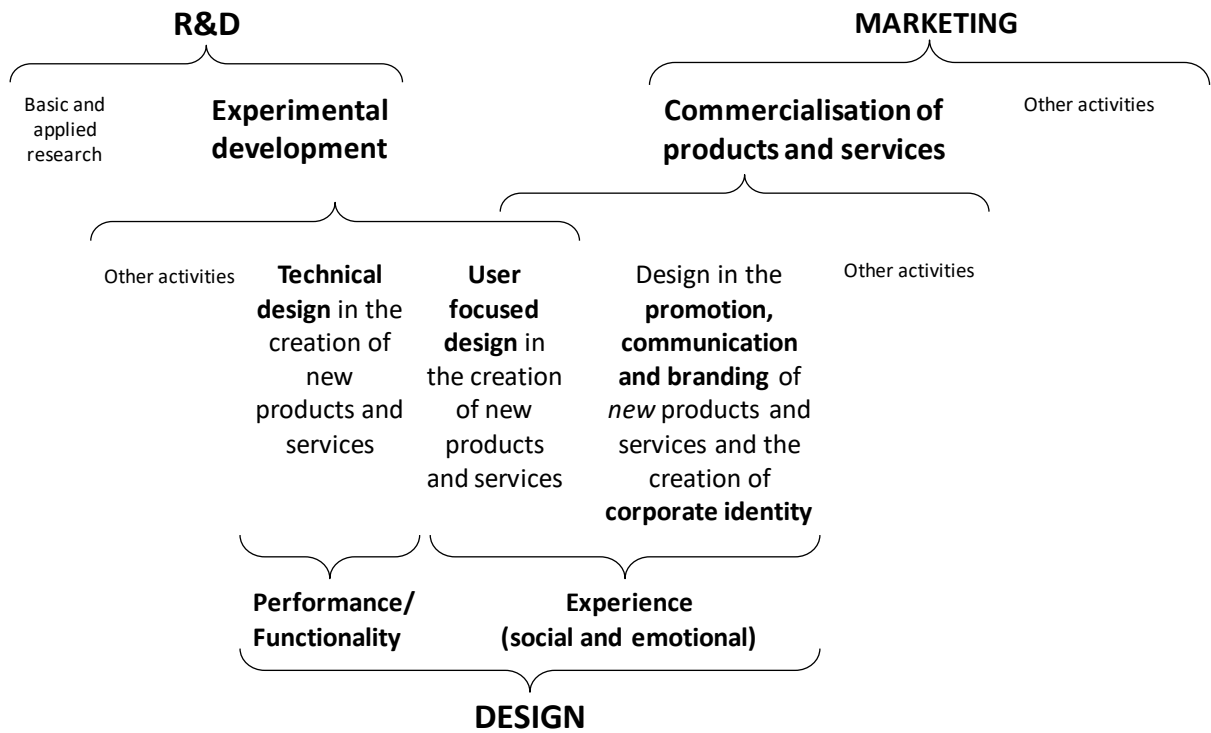 R&D
MARKETING
Basic and
applied
research
Experimental
development
Commercialisation of
products and services
Other activities
Other activities
Technical
design in the
creation of
new
products and
services
User
focused
design in
the creation
of new
products
and services
Design in the
promotion,
communication
and branding of
new products and
services and the
creation of
corporate identity
Other activities
Performance/
Functionality
Experience
(social and emotional)
DESIGN